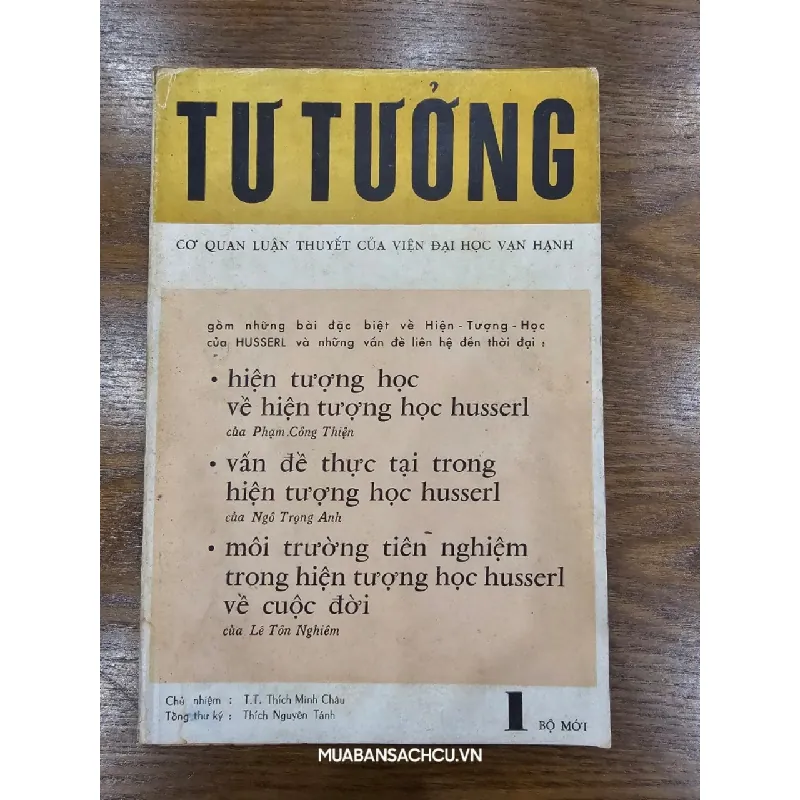 TƯ TƯỞNG
CƠ QUAN LUẬN THUYẾT CỦA VIỆN ĐẠI HỌC VẠN HẠNH
gồm những bài đặc biệt về Hiện-Tượng-Học
của HUSSERL và những vấn đề liên hệ đến thời đại :
• hiện tượng học
về hiện tượng học husserl
của Phạm Công Thiện
• vấn đề thực tại trong
hiện tượng học husserl
của Ngô Trọng Anh
• môi trường tiên nghiệm
trong hiện tượng học husserl
về cuộc đời
của Lê Tôn Nghiêm
Chủ nhiệm : T.T. Thích Minh Châu
Tổng thư ký : Thích Nguyên Tánh
1 BỘ MỚI
MUABANSACHCU.VN